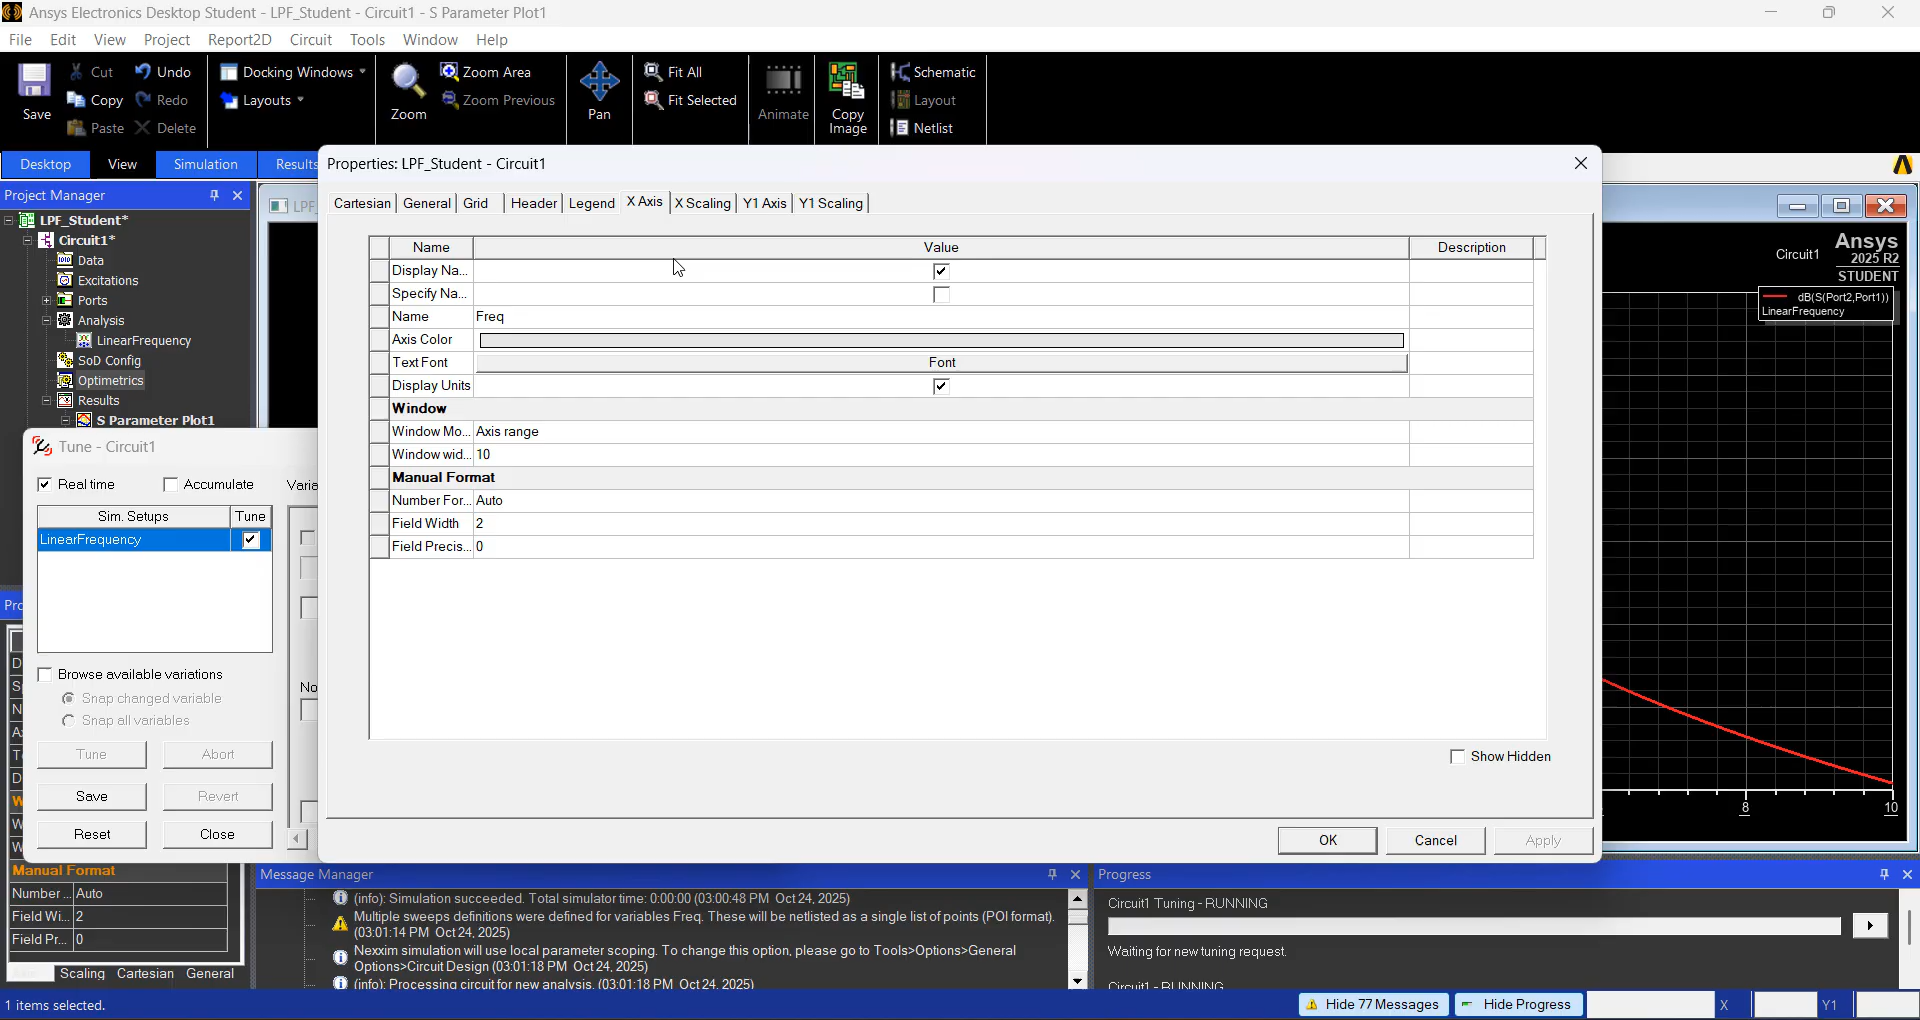 Ansys Electronics Desktop Student - LPF_Student - Circuit1 - S Parameter Plot1
File Edit View Project Report2D Circuit Tools Window Help
Save
Cut
Copy
Paste
Undo
Redo
Delete
Docking Windows
Layouts
Zoom
Zoom Area
Zoom Previous
Pan
Fit All
Fit Selected
Animate
Copy
Image
Schematic
Layout
Netlist
Desktop View Simulation Results
Project Manager
LPF_Student*
Circuit1*
Data
Excitations
Ports
Analysis
LinearFrequency
SoD Config
Optimetrics
Results
S Parameter Plot1
LPF
Properties: LPF_Student - Circuit1
Cartesian General Grid Header Legend X Axis X Scaling Y1 Axis Y1 Scaling
Name Value Description
Display Na...
Specify Na...
Name Freq
Axis Color
Text Font Font
Display Units
Window
Window Mo... Axis range
Window wid... 10
Manual Format
Number For... Auto
Field Width 2
Field Precis... 0
Show Hidden
OK Cancel Apply
Circuit1
Ansys
2025 R2
STUDENT
dB(S(Port2,Port1))
LinearFrequency
8 10
Tune - Circuit1
Real time Accumulate Varia
Sim. Setups Tune
LinearFrequency
Browse available variations
Snap changed variable
Snap all variables
No
Tune Abort
Save Revert
Reset Close
Manual Format
Number ... Auto
Field Wi... 2
Field Pr... 0
Scaling Cartesian General
Message Manager
(info): Simulation succeeded. Total simulator time: 0:00:00 (03:00:48 PM Oct 24, 2025)
Multiple sweeps definitions were defined for variables Freq. These will be netlisted as a single list of points (POI format).
(03:01:14 PM Oct 24, 2025)
Nexxim simulation will use local parameter scoping. To change this option, please go to Tools>Options>General
Options>Circuit Design (03:01:18 PM Oct 24, 2025)
(info): Processing circuit for new analysis. (03:01:18 PM Oct 24, 2025)
Progress
Circuit1 Tuning - RUNNING
Waiting for new tuning request.
Circuit1 - RUNNING
1 items selected.
Hide 77 Messages Hide Progress X Y1